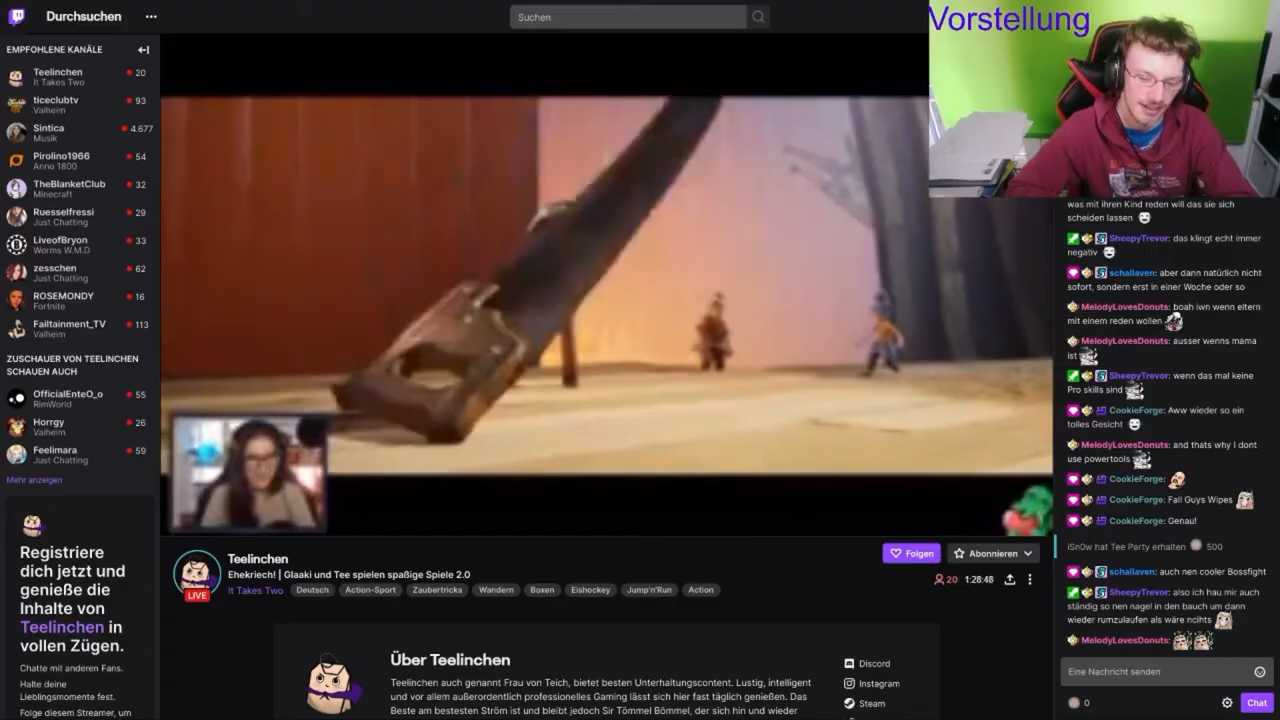 Durchsuchen
Suchen
Vorstellung
EMPFOHLENE KANÄLE
Teelinchen 20
It Takes Two
ticeclubtv 93
Valheim
Sintica 4.677
Musik
Pirolino1966 54
Anno 1800
TheBlanketClub 32
Minecraft
Ruesselfressi 29
Just Chatting
LiveofBryon 33
Worms W.M.D
zesschen 62
Just Chatting
ROSEMONDY 16
Fortnite
Failtainment_TV 113
Valheim
ZUSCHAUER VON TEELINCHEN
SCHAUEN AUCH
OfficialEnteO_o 55
RimWorld
Horrgy 26
Valheim
Feelimara 59
Just Chatting
Mehr anzeigen
Registriere
dich jetzt und
genieße die
Inhalte von
Teelinchen in
vollen Zügen.
Chatte mit anderen Fans.
Halte deine
Lieblingsmomente fest.
Folge diesem Streamer, um
Teelinchen
Ehekriech! | Glaaki und Tee spielen spaßige Spiele 2.0
It Takes Two Deutsch Action-Sport Zaubertricks Wandern Boxen Eishockey Jump'n'Run Action
LIVE
Folgen
Abonnieren
20 1:28:48
Über Teelinchen
Teelinchen auch genannt Frau von Teich, bietet besten Unterhaltungscontent. Lustig, intelligent
und vor allem außerordentlich professionelles Gaming lässt sich hier fast täglich genießen. Das
Beste am bestesten Ström ist und bleibt jedoch Sir Tömmel Bömmel, der sich hin und wieder
Discord
Instagram
Steam
was mit ihren Kind reden will das sie sich
scheiden lassen
SheepyTrevor: das klingt echt immer
negativ
schallaven: aber dann natürlich nicht
sofort, sondern erst in einer Woche oder so
MelodyLovesDonuts: boah iwn wenn eltern
mit einem reden wollen
MelodyLovesDonuts: ausser wenns mama
ist
SheepyTrevor: wenn das mal keine
Pro skills sind
CookieForge: Aww wieder so ein
tolles Gesicht
MelodyLovesDonuts: and thats why I dont
use powertools
CookieForge:
CookieForge: Fall Guys Wipes
CookieForge: Genau!
iSn0w hat Tee Party erhalten 500
schallaven: auch nen cooler Bossfight
SheepyTrevor: also ich hau mir auch
ständig so nen nagel in den bauch um dann
wieder rumzulaufen als wäre ncihts
MelodyLovesDonuts:
Eine Nachricht senden
0
Chat